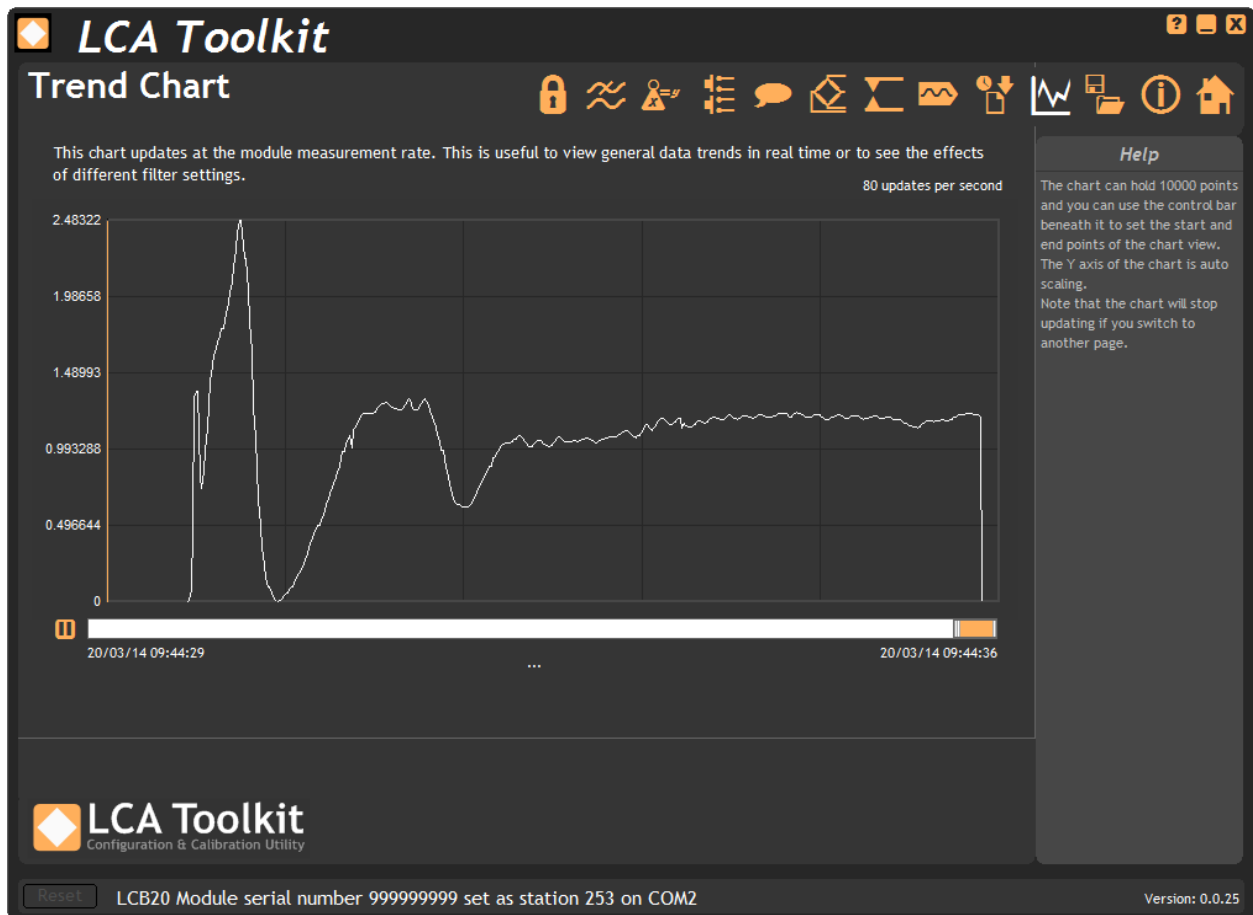 LCA Toolkit
Trend Chart
This chart updates at the module measurement rate. This is useful to view general data trends in real time or to see the effects
of different filter settings.
80 updates per second
2.48322
1.98658
1.48993
0.993288
0.496644
0
20/03/14 09:44:29
...
20/03/14 09:44:36
Help
The chart can hold 10000 points
and you can use the control bar
beneath it to set the start and
end points of the chart view.
The Y axis of the chart is auto
scaling.
Note that the chart will stop
updating if you switch to
another page.
LCA Toolkit
Configuration & Calibration Utility
Reset
LCB20 Module serial number 999999999 set as station 253 on COM2
Version: 0.0.25